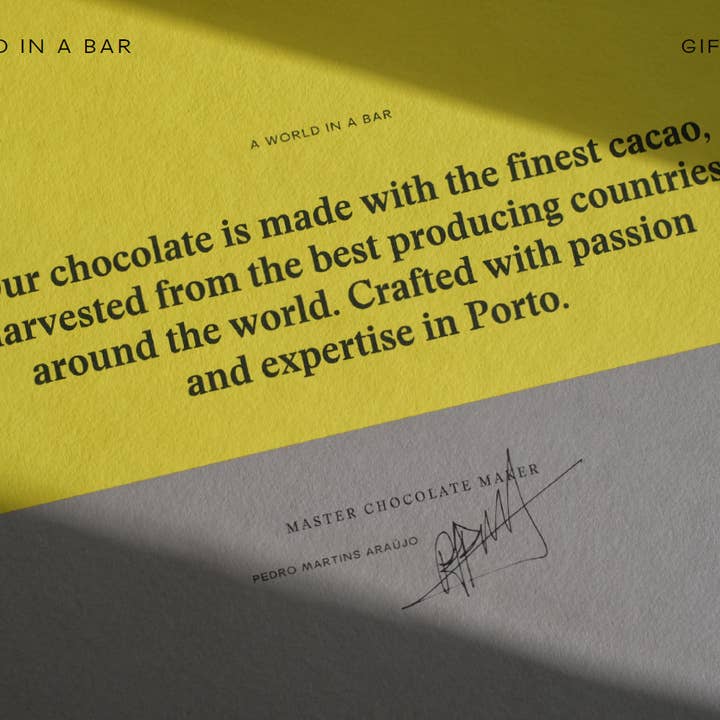 D IN A BAR
GIF
A WORLD IN A BAR
ur chocolate is made with the finest cacao,
arvested from the best producing countries
around the world. Crafted with passion
and expertise in Porto.
MASTER CHOCOLATE MAKER
PEDRO MARTINS ARAÚJO